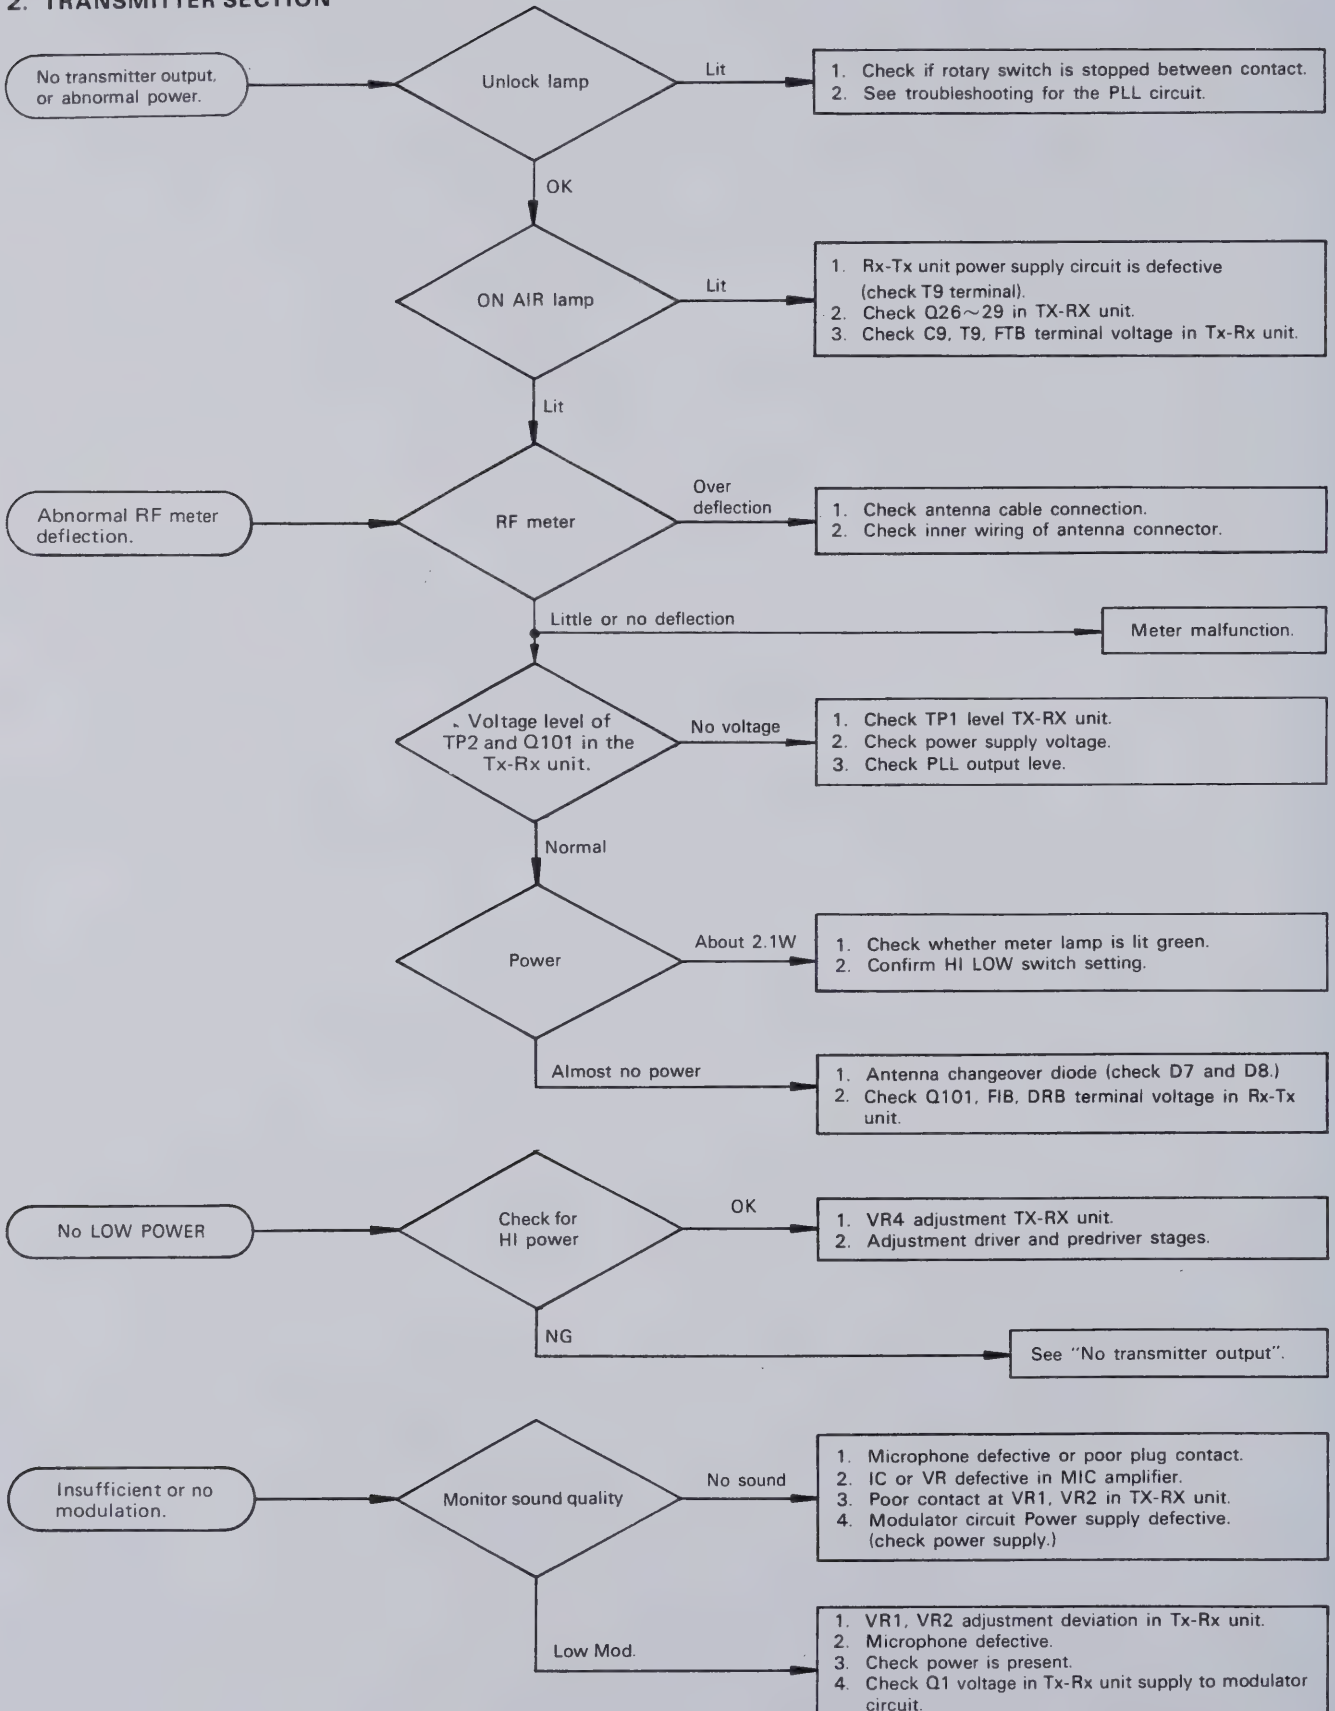 2. TRANSMITTER SECTION
No transmitter output,
or abnormal power.
Unlock lamp
Lit
1. Check if rotary switch is stopped between contact.
2. See troubleshooting for the PLL circuit.
OK
ON AIR lamp
Lit
1. Rx-Tx unit power supply circuit is defective
(check T9 terminal).
2. Check Q26~29 in TX-RX unit.
3. Check C9, T9, FTB terminal voltage in Tx-Rx unit.
Lit
Abnormal RF meter
deflection.
RF meter
Over
deflection
1. Check antenna cable connection.
2. Check inner wiring of antenna connector.
Little or no deflection
Meter malfunction.
Voltage level of
TP2 and Q101 in the
Tx-Rx unit.
No voltage
1. Check TP1 level TX-RX unit.
2. Check power supply voltage.
3. Check PLL output leve.
Normal
Power
About 2.1W
1. Check whether meter lamp is lit green.
2. Confirm HI LOW switch setting.
Almost no power
1. Antenna changeover diode (check D7 and D8.)
2. Check Q101, FIB, DRB terminal voltage in Rx-Tx
unit.
No LOW POWER
Check for
HI power
OK
1. VR4 adjustment TX-RX unit.
2. Adjustment driver and predriver stages.
NG
See "No transmitter output".
Insufficient or no
modulation.
Monitor sound quality
No sound
1. Microphone defective or poor plug contact.
2. IC or VR defective in MIC amplifier.
3. Poor contact at VR1, VR2 in TX-RX unit.
4. Modulator circuit Power supply defective.
(check power supply.)
Low Mod.
1. VR1, VR2 adjustment deviation in Tx-Rx unit.
2. Microphone defective.
3. Check power is present.
4. Check Q1 voltage in Tx-Rx unit supply to modulator
circuit.